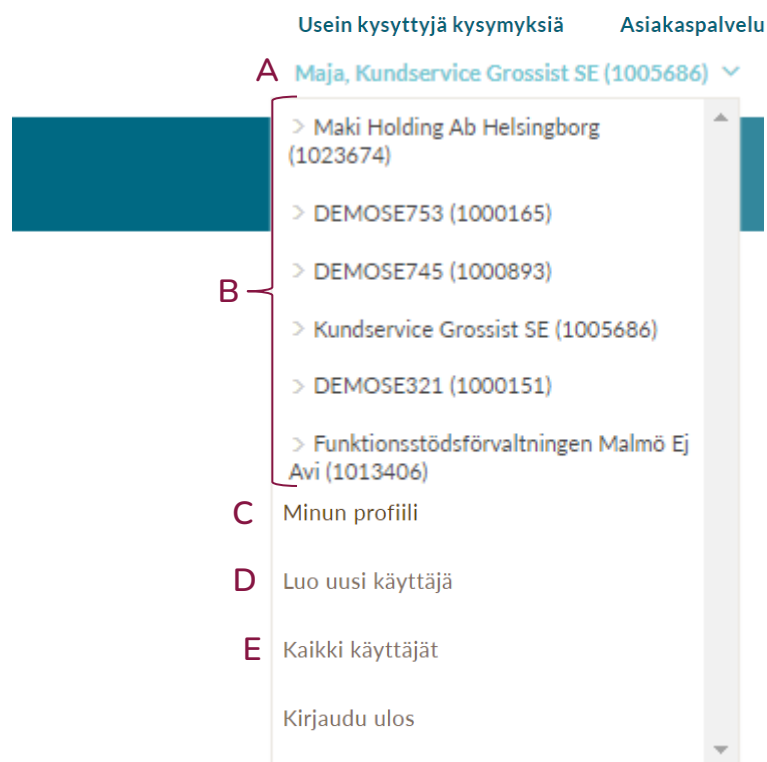 Usein kysyttyjä kysymyksiä Asiakaspalvelu
A Maja, Kundservice Grossist SE (1005686)
> Maki Holding Ab Helsingborg
(1023674)
> DEMOSE753 (1000165)
> DEMOSE745 (1000893)
B
> Kundservice Grossist SE (1005686)
> DEMOSE321 (1000151)
> Funktionsstödsförvaltningen Malmö Ej
Avi (1013406)
C Minun profiili
D Luo uusi käyttäjä
E Kaikki käyttäjät
Kirjaudu ulos